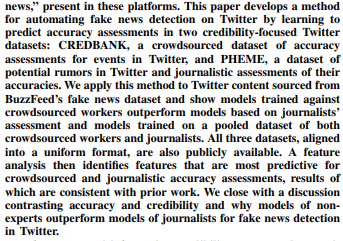 news," present in these platforms. This paper develops a method
for automating fake news detection on Twitter by learning to
predict accuracy assessments in two credibility-focused Twitter
datasets: CREDBANK, a crowdsourced dataset of accuracy
assessments for events in Twitter, and PHEME, a dataset of
potential rumors in Twitter and journalistic assessments of their
accuracies. We apply this method to Twitter content sourced from
BuzzFeed's fake news dataset and show models trained against
crowdsourced workers outperform models based on journalists'
assessment and models trained on a pooled dataset of both
crowdsourced workers and journalists. All three datasets, aligned
into a uniform format, are also publicly available. A feature
analysis then identifies features that are most predictive for
crowdsourced and journalistic accuracy assessments, results of
which are consistent with prior work. We close with a discussion
contrasting accuracy and credibility and why models of non-
experts outperform models of journalists for fake news detection
in Twitter.